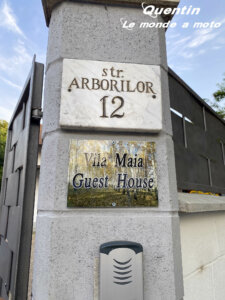 Quentin
Le monde a moto
str.
ARBORILOR
12
Vila Maia
Guest House